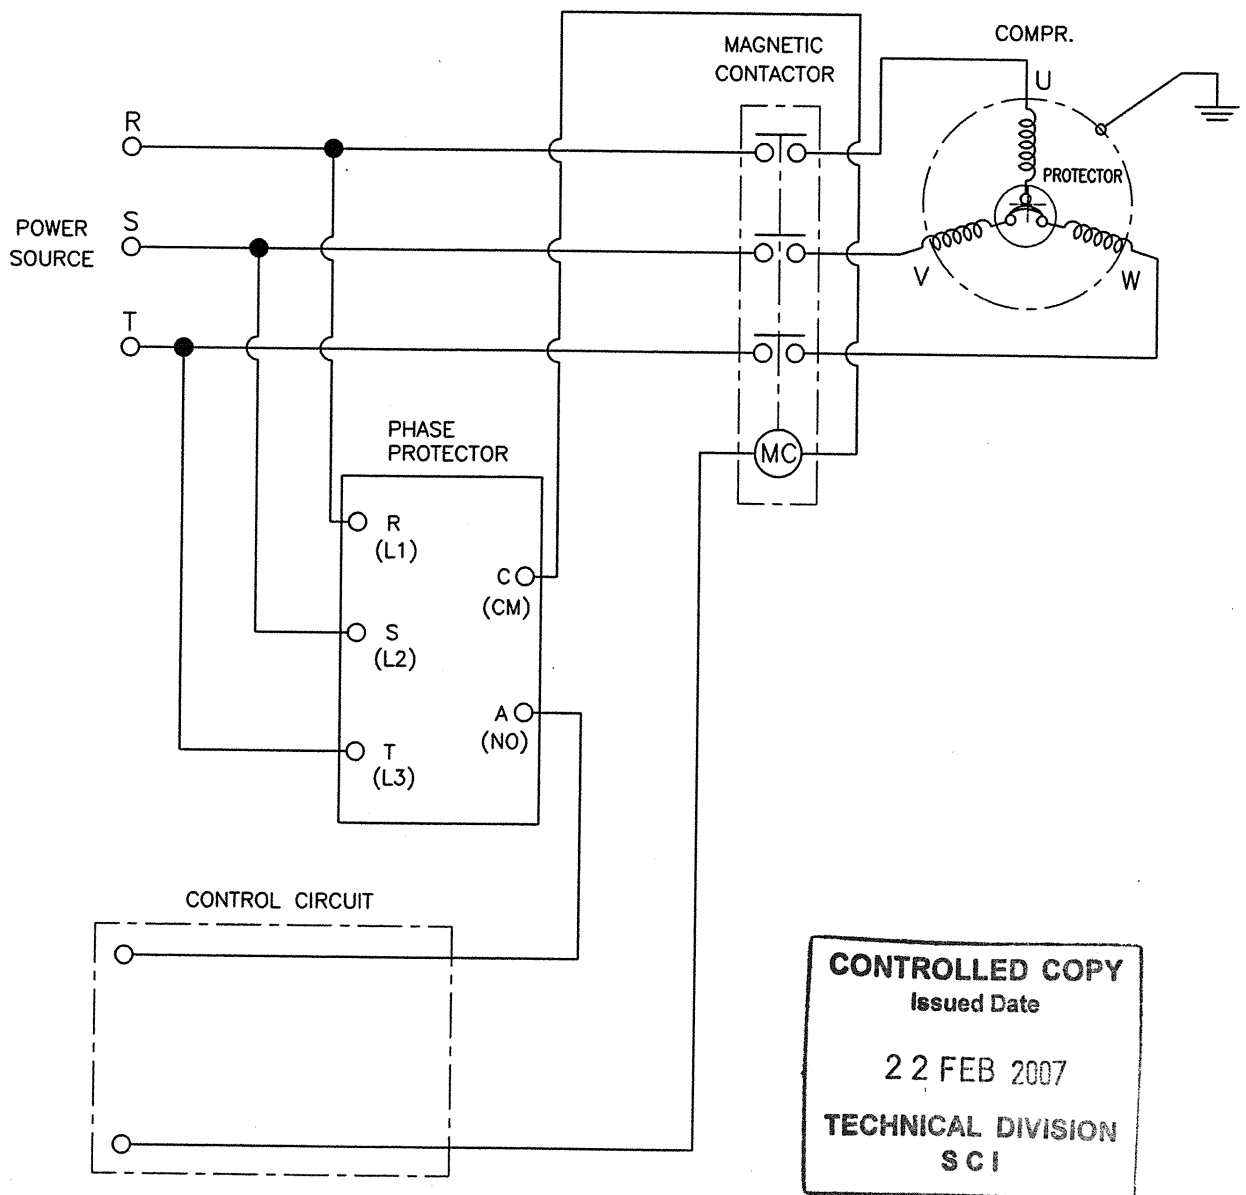 COMPR.
MAGNETIC
CONTACTOR
U
R
PROTECTOR
S
POWER
SOURCE
V
W
T
PHASE
PROTECTOR
MC
R
(L1)
C
(CM)
S
(L2)
A
(NO)
T
(L3)
CONTROL CIRCUIT
CONTROLLED COPY
Issued Date
22 FEB 2007
TECHNICAL DIVISION
SCI